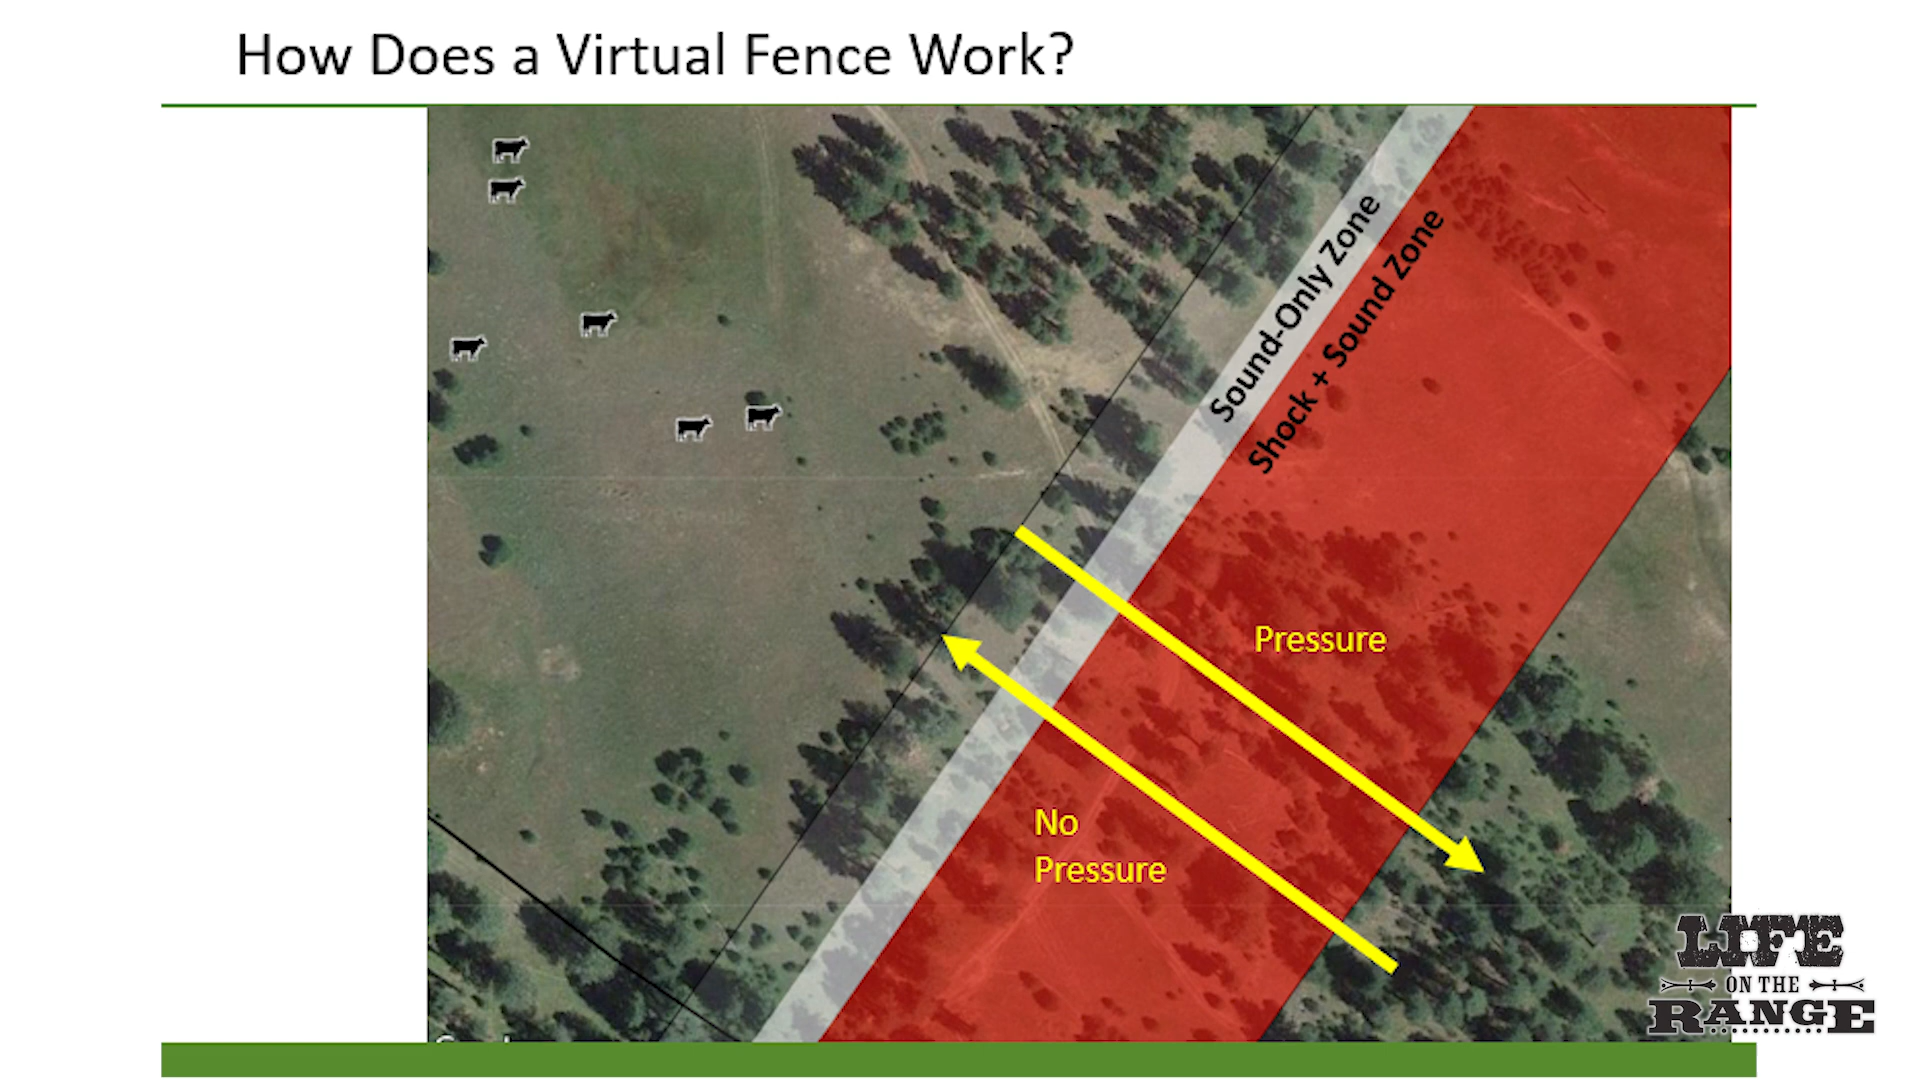 How Does a Virtual Fence Work?
Sound-Only Zone
Shock + Sound Zone
Pressure
No
Pressure
LIFE
ON THE
RANGE